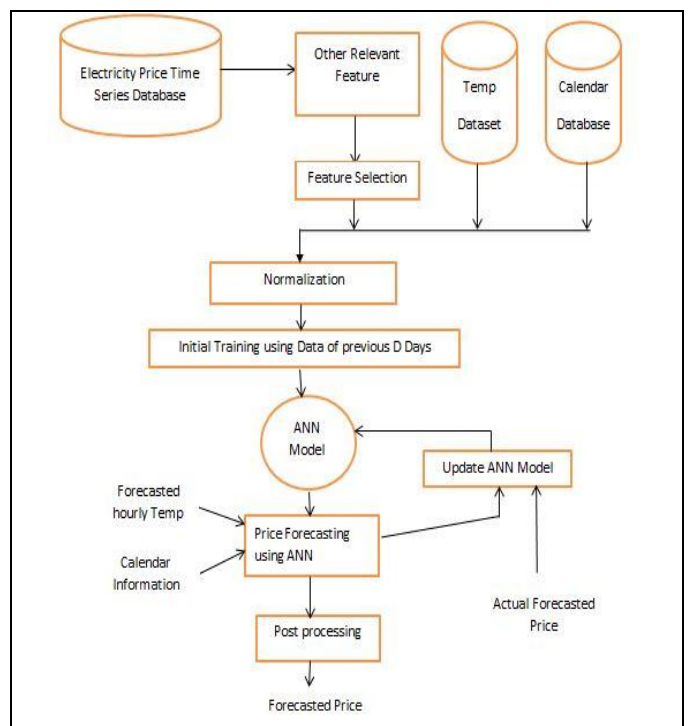 Electricity Price Time
Series Database
Other Relevant
Feature
Temp
Dataset
Calendar
Database
Feature Selection
Normalization
Initial Training using Data of previous D Days
ANN
Model
Update ANN Model
Forecasted
hourly Temp
Price Forecasting
using ANN
Calendar
Information
Actual Forecasted
Price
Post processing
Forecasted Price